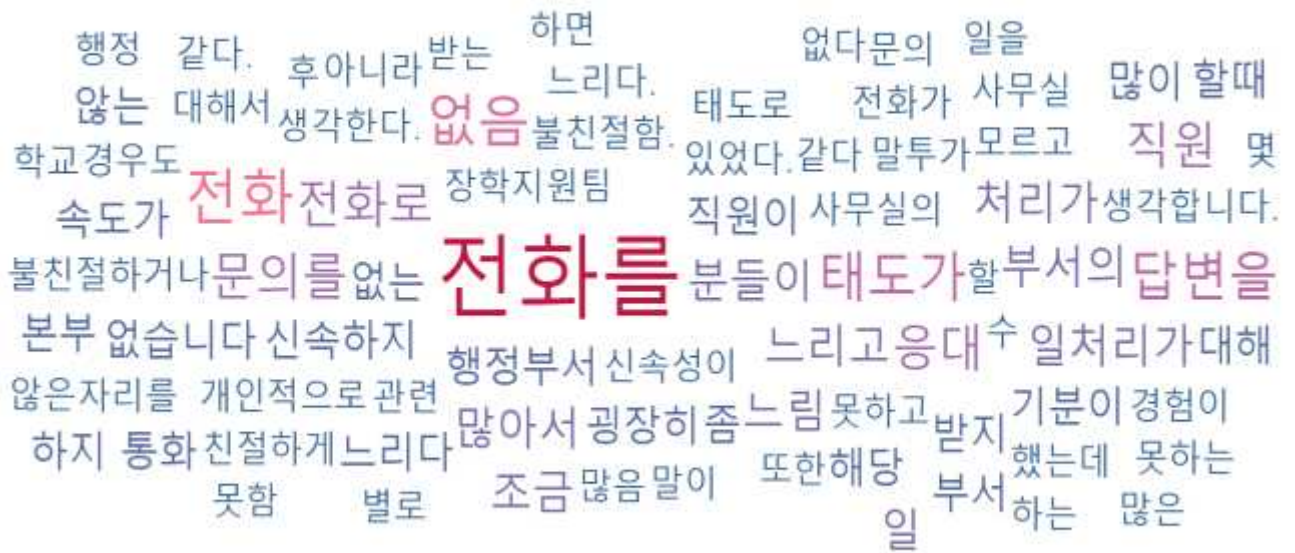 하면
행정 같다. 후아니라 받는 없다 문의 일을
않는 대해서 생각한다. 없음 느리다. 태도로 전화가 사무실 많이 할때
불친절함.
학교경우도 전화 전화로 장학지원팀 있었다. 같다 말투가 모르고 직원 몇
속도가 직원이 사무실의 처리가 생각합니다.
불친절하거나 문의를 없는 전화를 분들이 태도가 할 부서의 답변을
본부 없습니다 신속하지 행정부서 신속성이 느리고 응대 수 일처리가 대해
않은 자리를 개인적으로 관련 많아서 굉장히 좀 느림 못하고 받지 기분이 경험이
하지 통화 친절하게 느리다 조금 많음 말이 또한 해당 부서 했는데 못하는
못함 별로 일 하는 많은